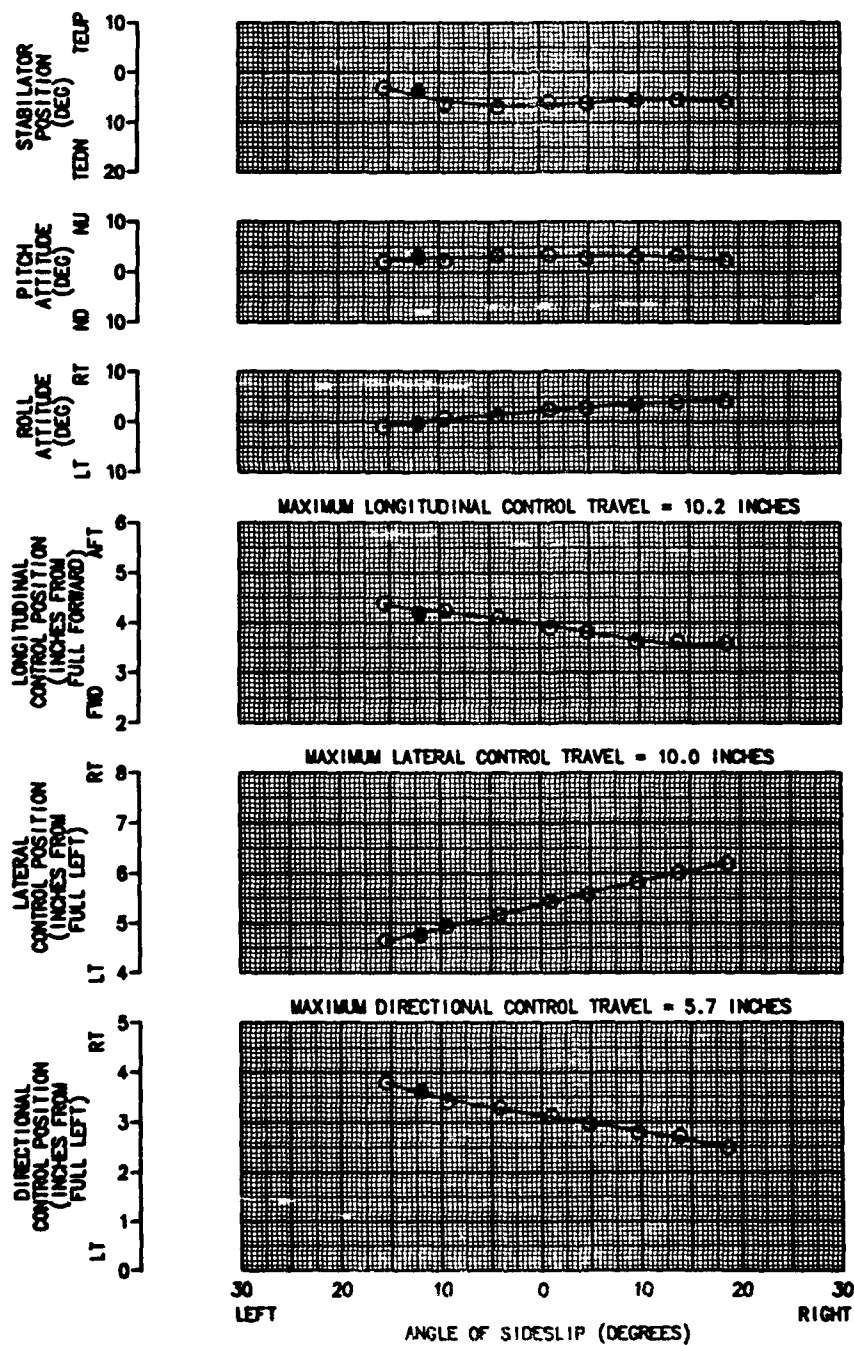 STABILATOR
POSITION
(DEG)
TEDN TEUP
10
0
10
20
PITCH
ATTITUDE
(DEG)
ND NU
10
0
10
ROLL
ATTITUDE
(DEG)
LT RT
10
0
10
MAXIMUM LONGITUDINAL CONTROL TRAVEL = 10.2 INCHES
LONGITUDINAL
CONTROL POSITION
(INCHES FROM
FULL FORWARD)
FWD AFT
6
5
4
3
2
MAXIMUM LATERAL CONTROL TRAVEL = 10.0 INCHES
LATERAL
CONTROL POSITION
(INCHES FROM
FULL LEFT)
LT RT
8
7
6
5
4
MAXIMUM DIRECTIONAL CONTROL TRAVEL = 5.7 INCHES
DIRECTIONAL
CONTROL POSITION
(INCHES FROM
FULL LEFT)
LT RT
5
4
3
2
1
0
30 20 10 0 10 20 30
LEFT RIGHT
ANGLE OF SIDESLIP (DEGREES)